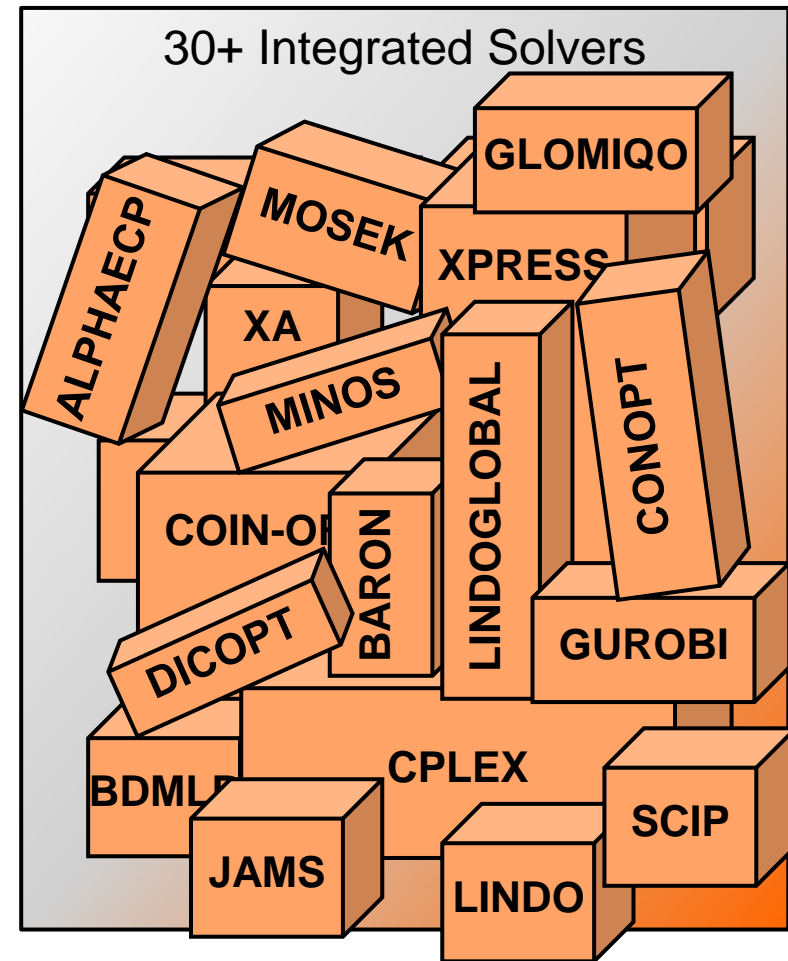 30+ Integrated Solvers
GLOMIQO
MOSEK
ALPHAECP
XPRESS
XA
MINOS
LINDOGLOBAL
CONOPT
COIN-O
BARON
DICOPT
GUROBI
CPLEX
BDML
SCIP
JAMS
LINDO